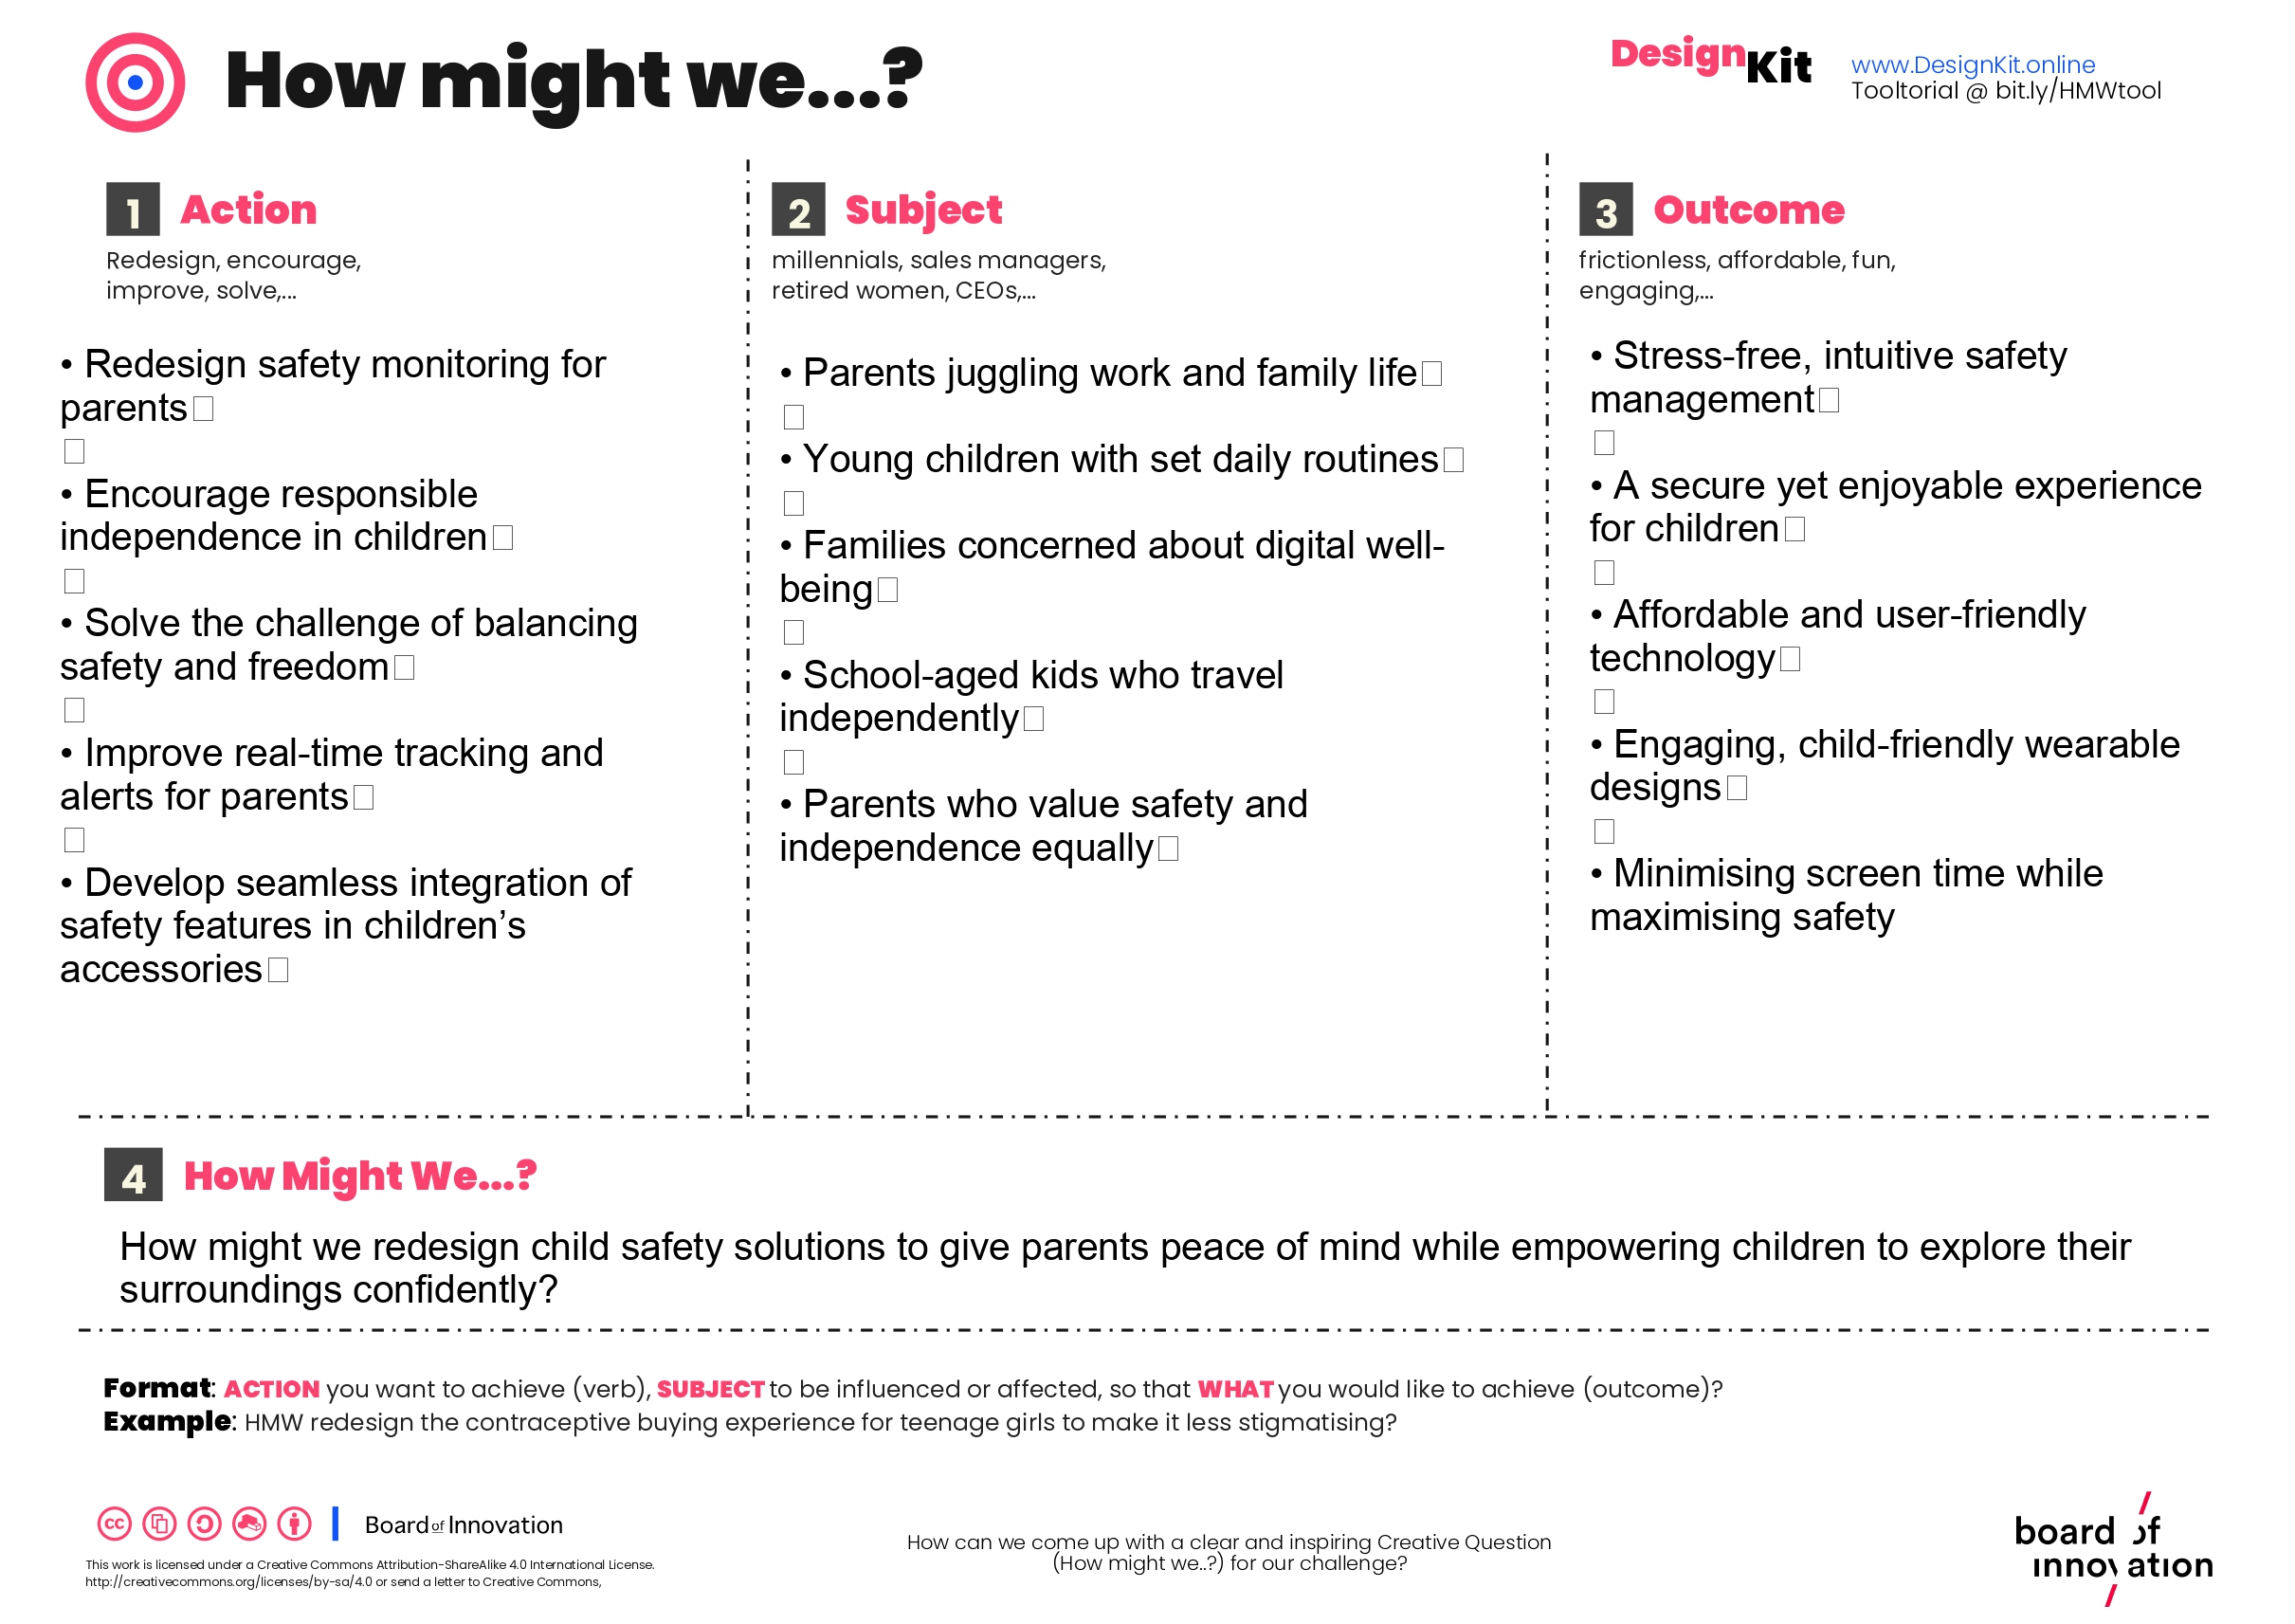 How might we...?
DesignKit
www.DesignKit.online
Tooltorial @ bit.ly/HMWtool
1 Action
Redesign, encourage,
improve, solve,...
• Redesign safety monitoring for
parents
• Encourage responsible
independence in children
• Solve the challenge of balancing
safety and freedom
• Improve real-time tracking and
alerts for parents
• Develop seamless integration of
safety features in children’s
accessories
2 Subject
millennials, sales managers,
retired women, CEOs,...
• Parents juggling work and family life
• Young children with set daily routines
• Families concerned about digital well-
being
• School-aged kids who travel
independently
• Parents who value safety and
independence equally
3 Outcome
frictionless, affordable, fun,
engaging,...
• Stress-free, intuitive safety
management
• A secure yet enjoyable experience
for children
• Affordable and user-friendly
technology
• Engaging, child-friendly wearable
designs
• Minimising screen time while
maximising safety
4 How Might We...?
How might we redesign child safety solutions to give parents peace of mind while empowering children to explore their
surroundings confidently?
Format: ACTION you want to achieve (verb), SUBJECT to be influenced or affected, so that WHAT you would like to achieve (outcome)?
Example: HMW redesign the contraceptive buying experience for teenage girls to make it less stigmatising?
cc
Board of Innovation
This work is licensed under a Creative Commons Attribution-ShareAlike 4.0 International License.
http://creativecommons.org/licenses/by-sa/4.0 or send a letter to Creative Commons,
How can we come up with a clear and inspiring Creative Question
(How might we..?) for our challenge?
board of
innovation